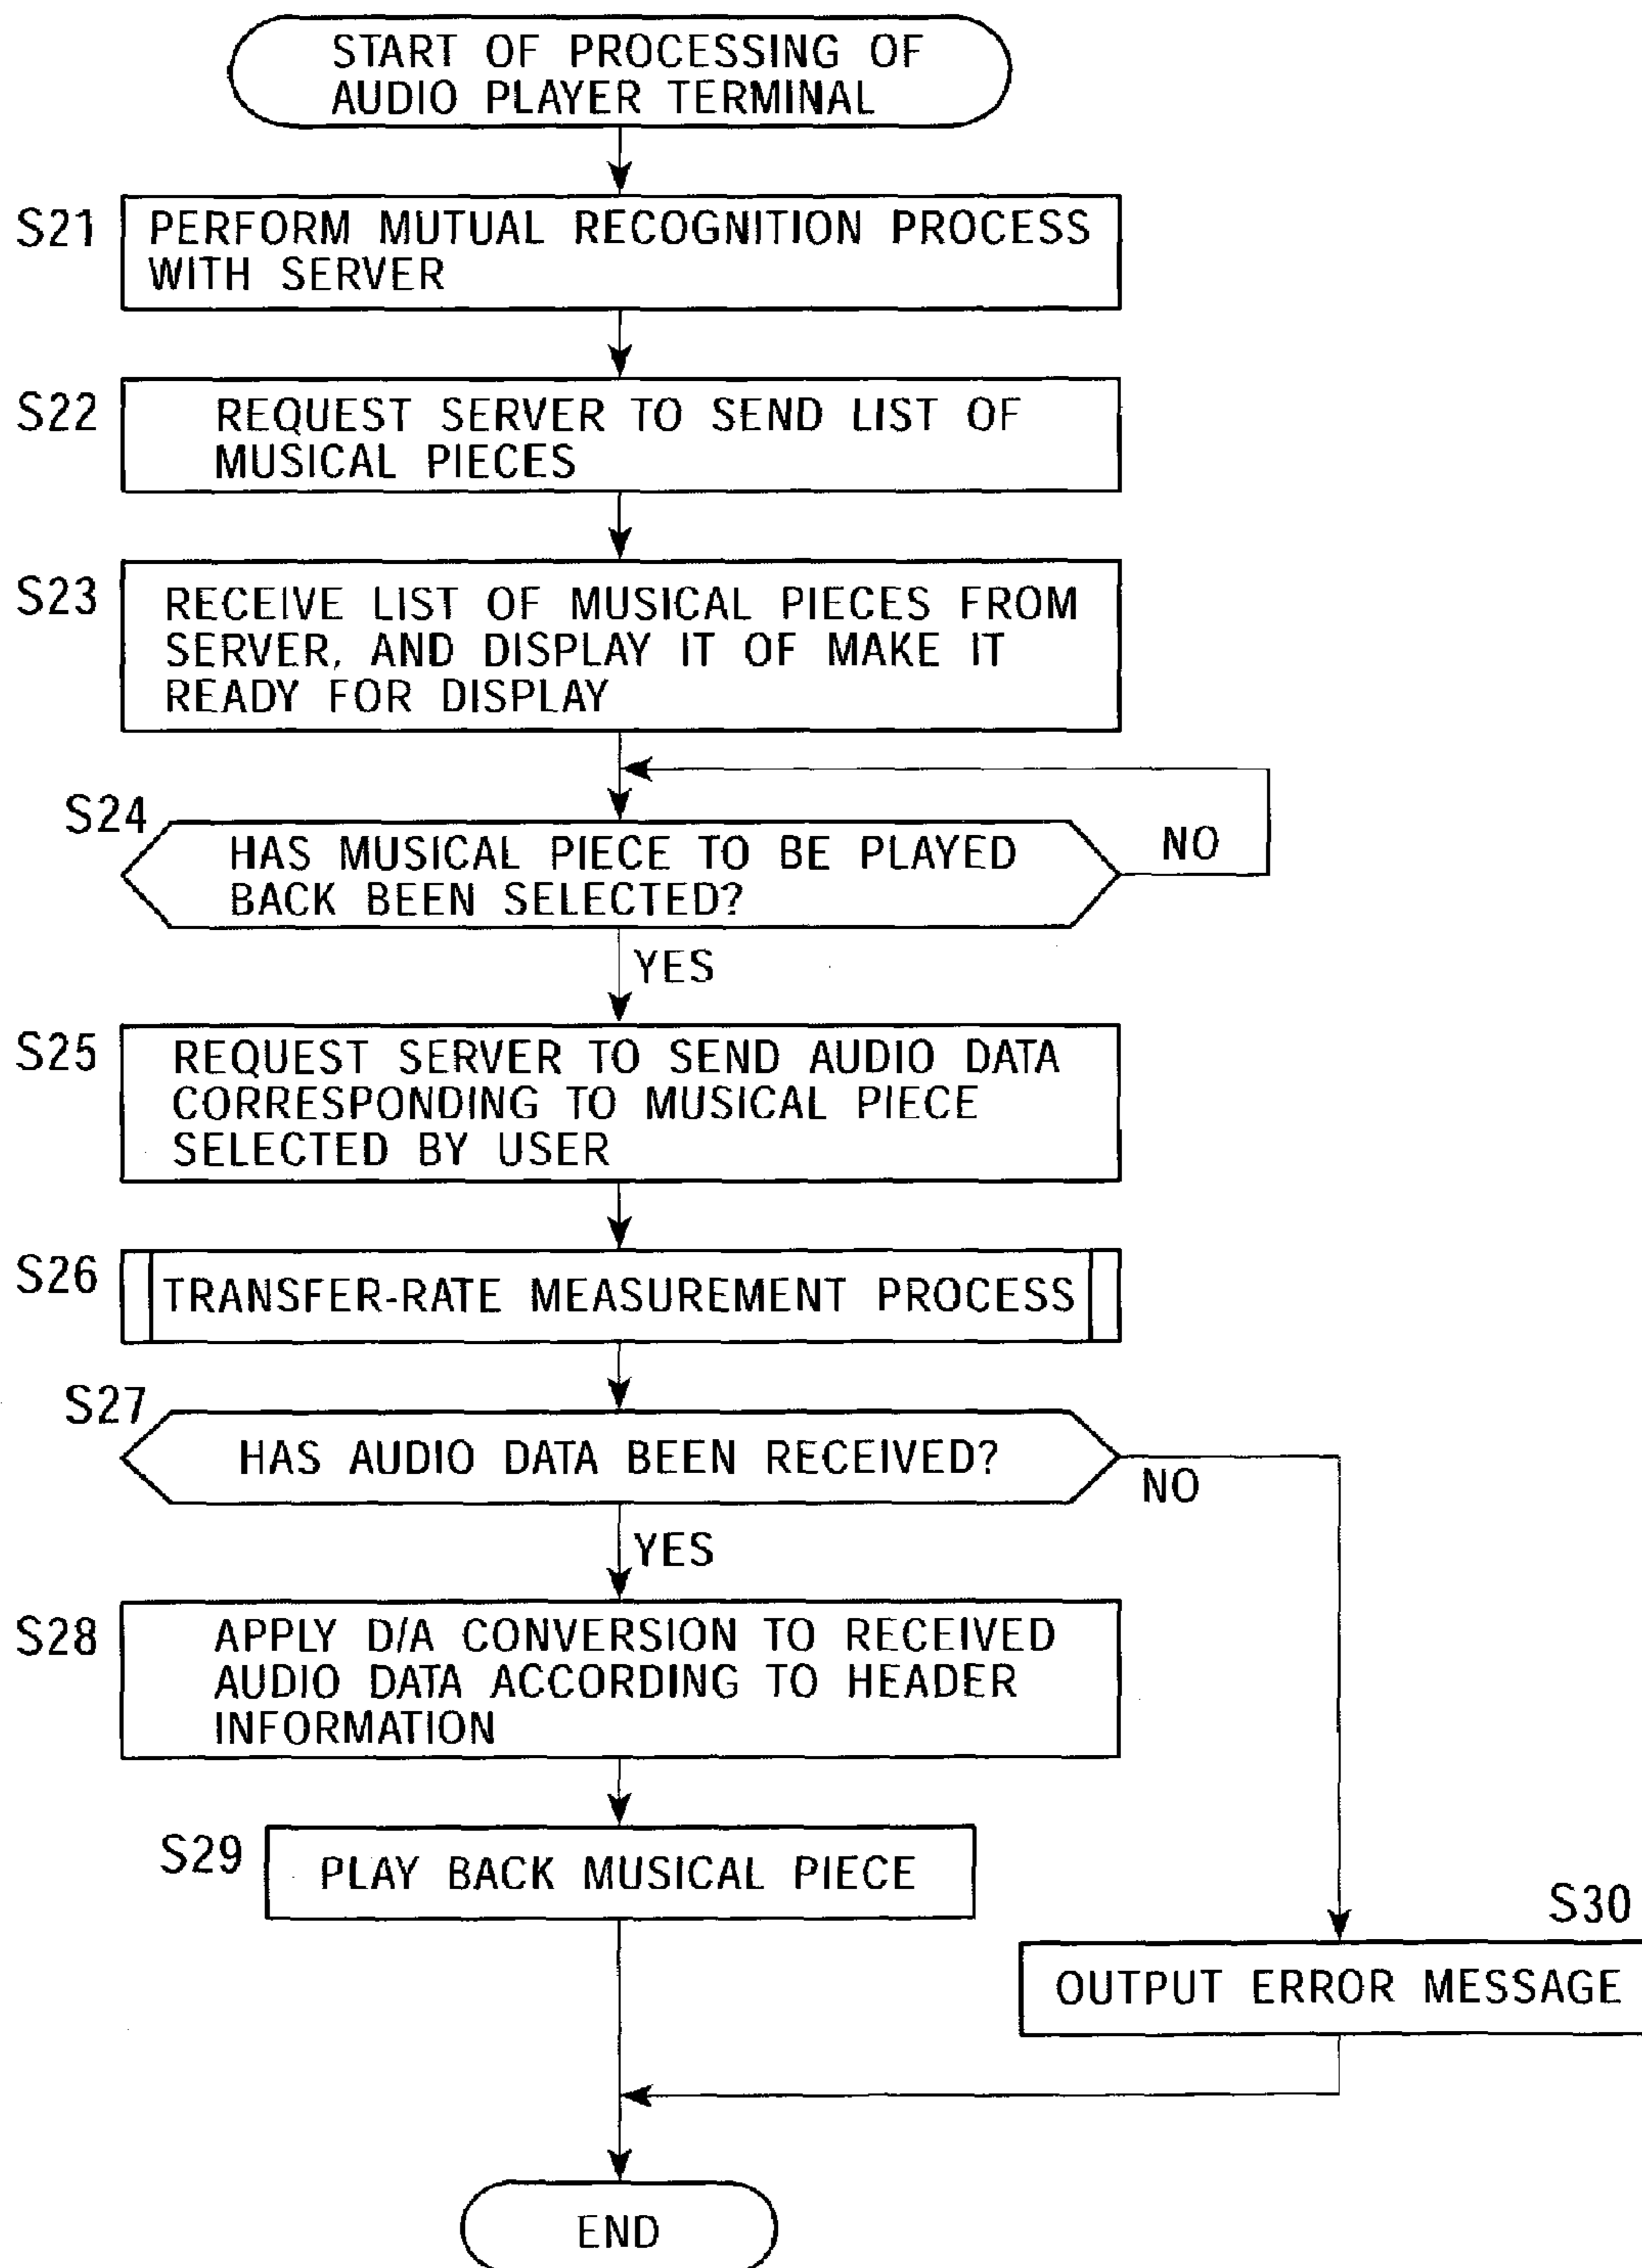 START OF PROCESSING OF
AUDIO PLAYER TERMINAL
S21
PERFORM MUTUAL RECOGNITION PROCESS
WITH SERVER
S22
REQUEST SERVER TO SEND LIST OF
MUSICAL PIECES
S23
RECEIVE LIST OF MUSICAL PIECES FROM
SERVER, AND DISPLAY IT OF MAKE IT
READY FOR DISPLAY
S24
HAS MUSICAL PIECE TO BE PLAYED
BACK BEEN SELECTED?
NO
YES
S25
REQUEST SERVER TO SEND AUDIO DATA
CORRESPONDING TO MUSICAL PIECE
SELECTED BY USER
S26
TRANSFER-RATE MEASUREMENT PROCESS
S27
HAS AUDIO DATA BEEN RECEIVED?
NO
YES
S28
APPLY D/A CONVERSION TO RECEIVED
AUDIO DATA ACCORDING TO HEADER
INFORMATION
S29
PLAY BACK MUSICAL PIECE
S30
OUTPUT ERROR MESSAGE
END